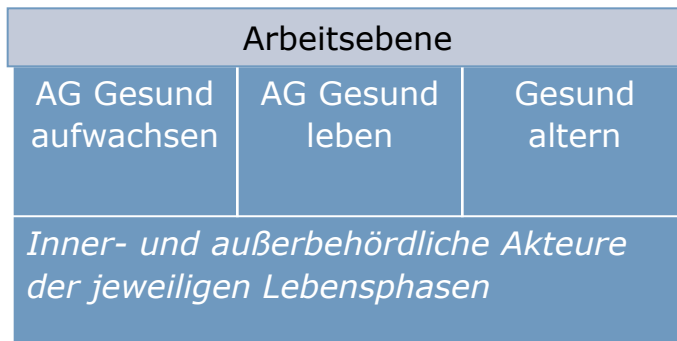 Arbeitsebene
AG Gesund
aufwachsen
AG Gesund
leben
Gesund
altern
Inner- und außerbehördliche Akteure
der jeweiligen Lebensphasen